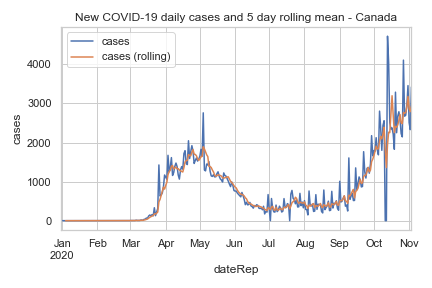 New COVID-19 daily cases and 5 day rolling mean - Canada
cases
cases (rolling)
4000
3000
2000
1000
0
cases
Jan Feb Mar Apr May Jun Jul Aug Sep Oct Nov
2020
dateRep